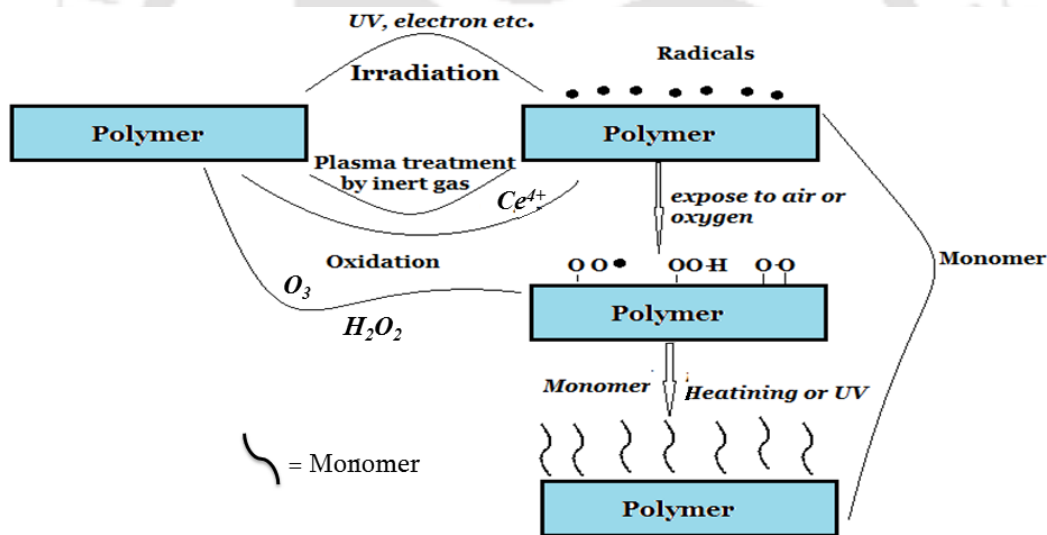 UV, electron etc.
Irradiation
Radicals
Polymer
Polymer
Plasma treatment
by inert gas
Ce⁴⁺
expose to air or
oxygen
Monomer
Oxidation
O O● OO-H O-O
O₃
H₂O₂
Polymer
Monomer
Heatining or UV
= Monomer
Polymer